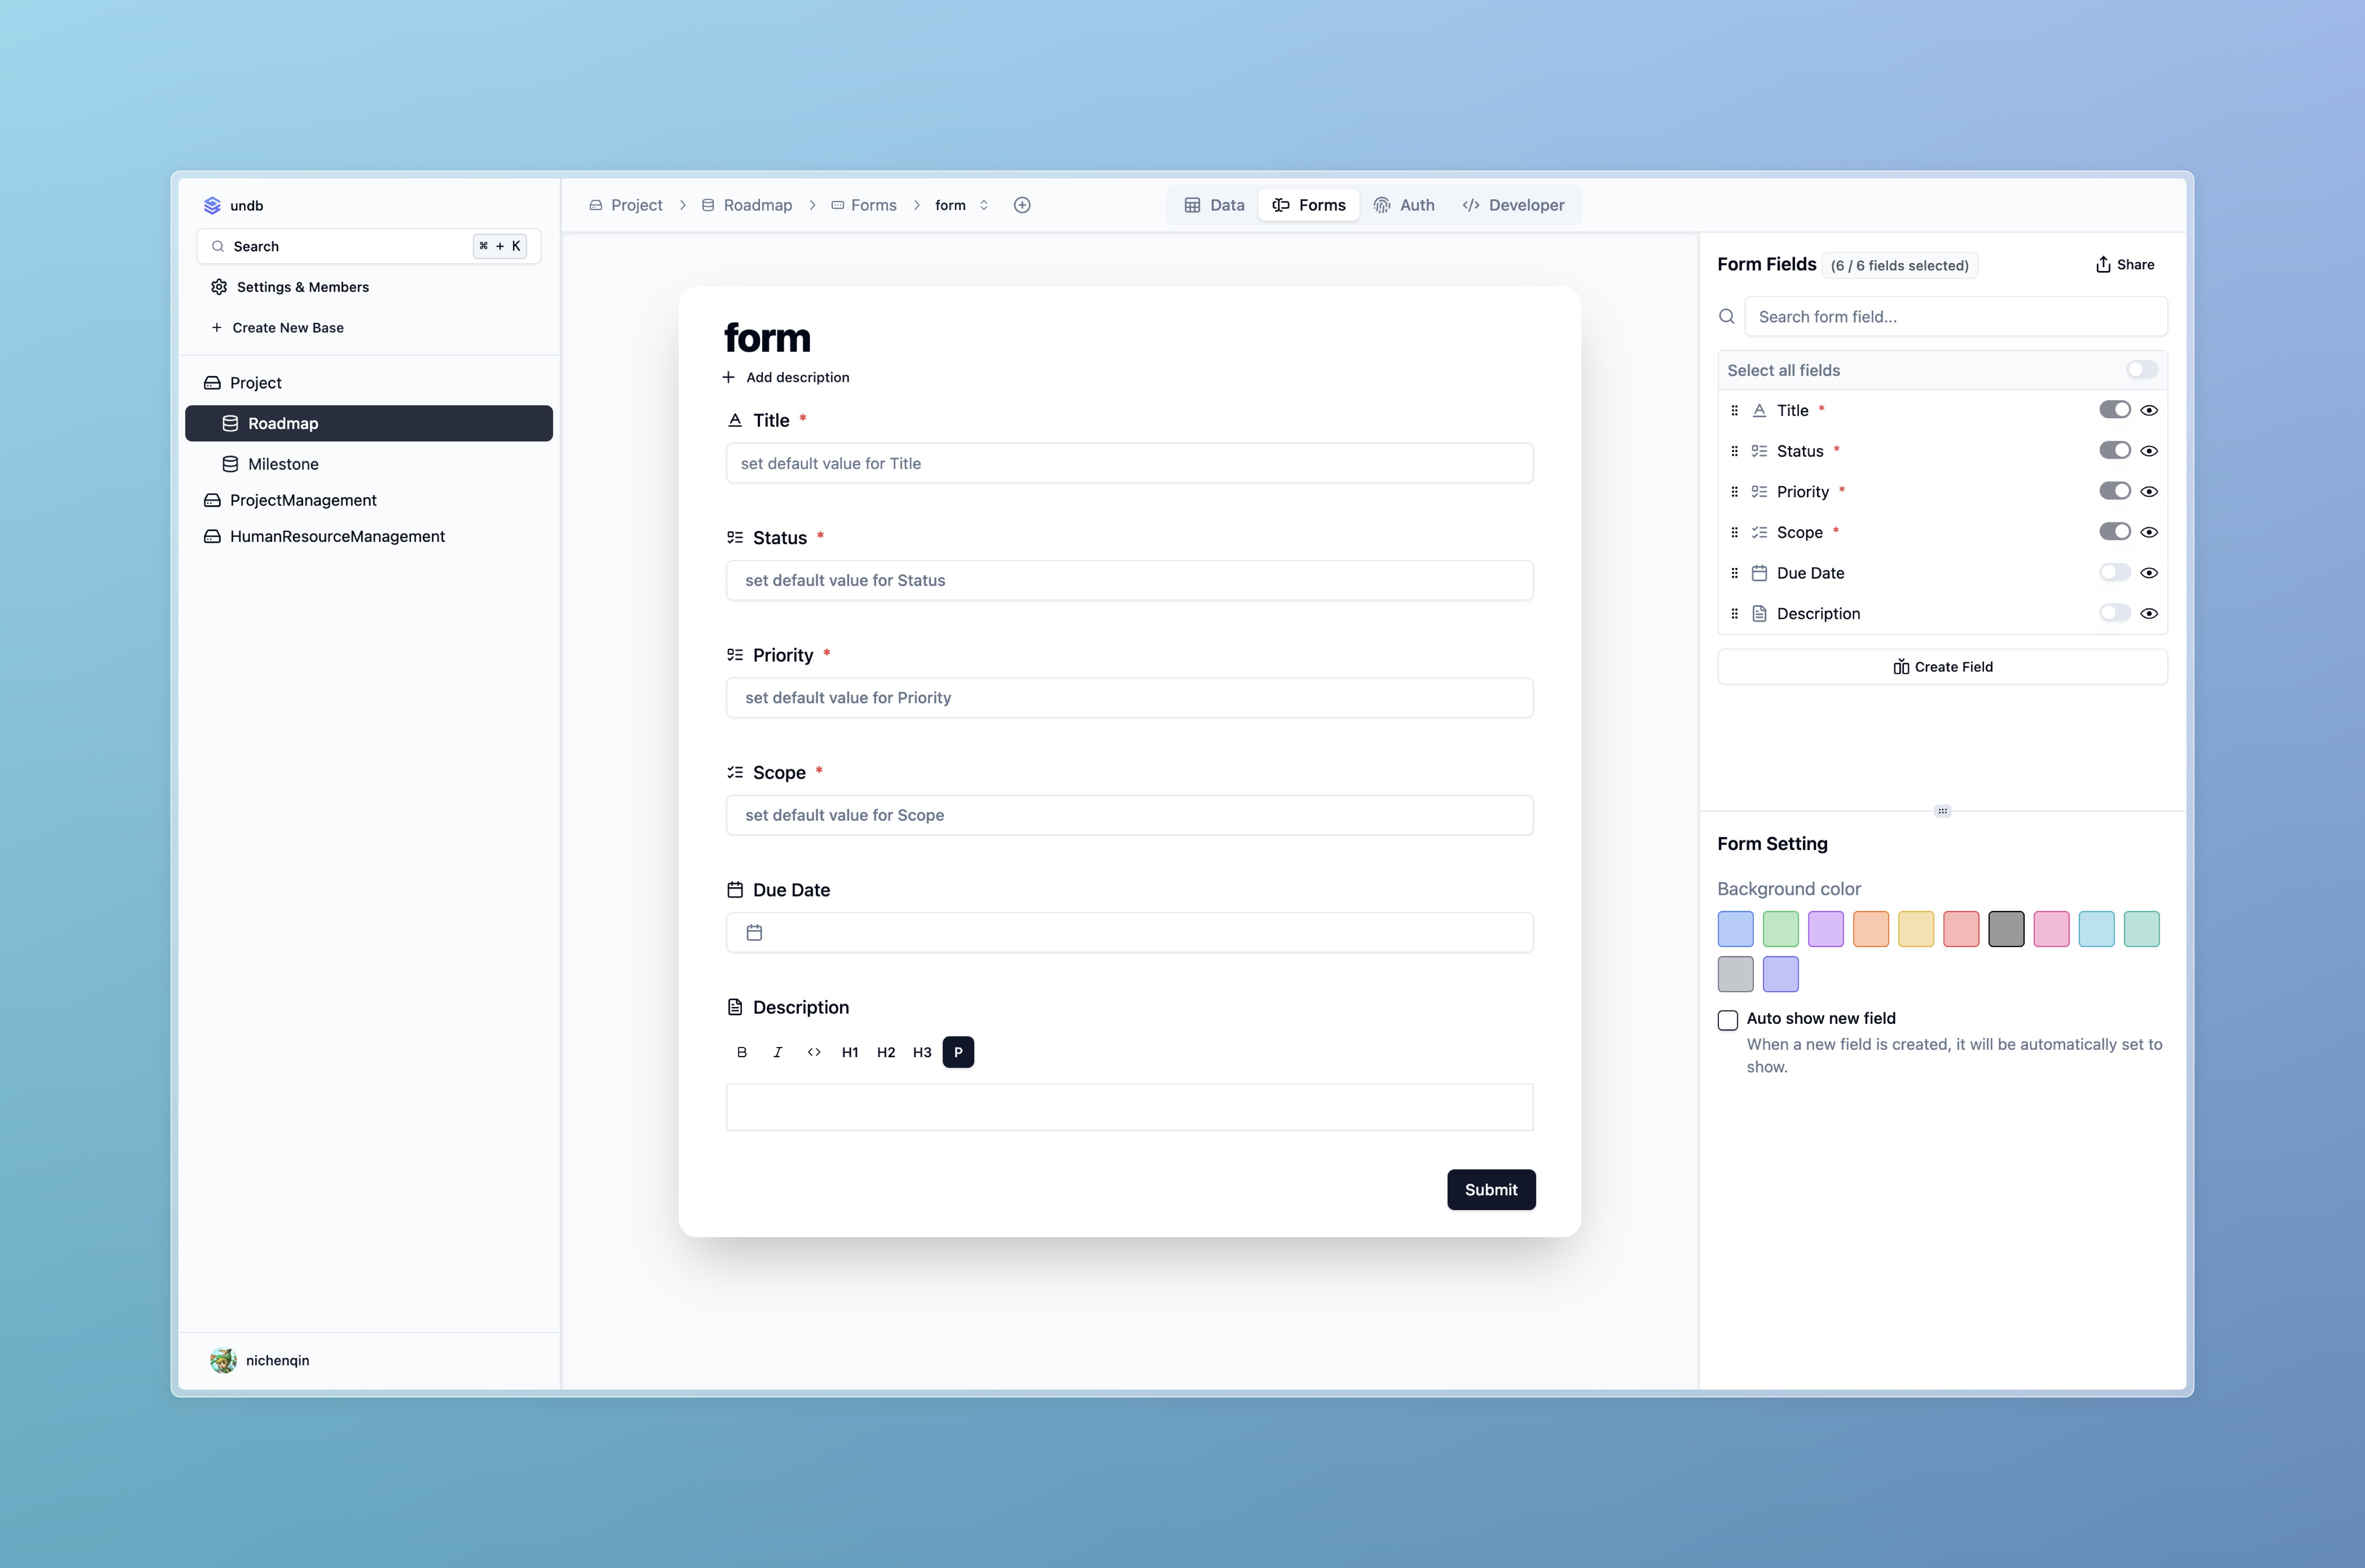 undb
Search
⌘ + K
Settings & Members
+ Create New Base
Project
Roadmap
Milestone
ProjectManagement
HumanResourceManagement
nichenqin
Project > Roadmap > Forms > form
Data
Forms
Auth
Developer
form
+ Add description
Title *
set default value for Title
Status *
set default value for Status
Priority *
set default value for Priority
Scope *
set default value for Scope
Due Date
Description
B I <> H1 H2 H3 P
Submit
Form Fields (6 / 6 fields selected)
Share
Search form field...
Select all fields
Title *
Status *
Priority *
Scope *
Due Date
Description
Create Field
Form Setting
Background color
Auto show new field
When a new field is created, it will be automatically set to
show.